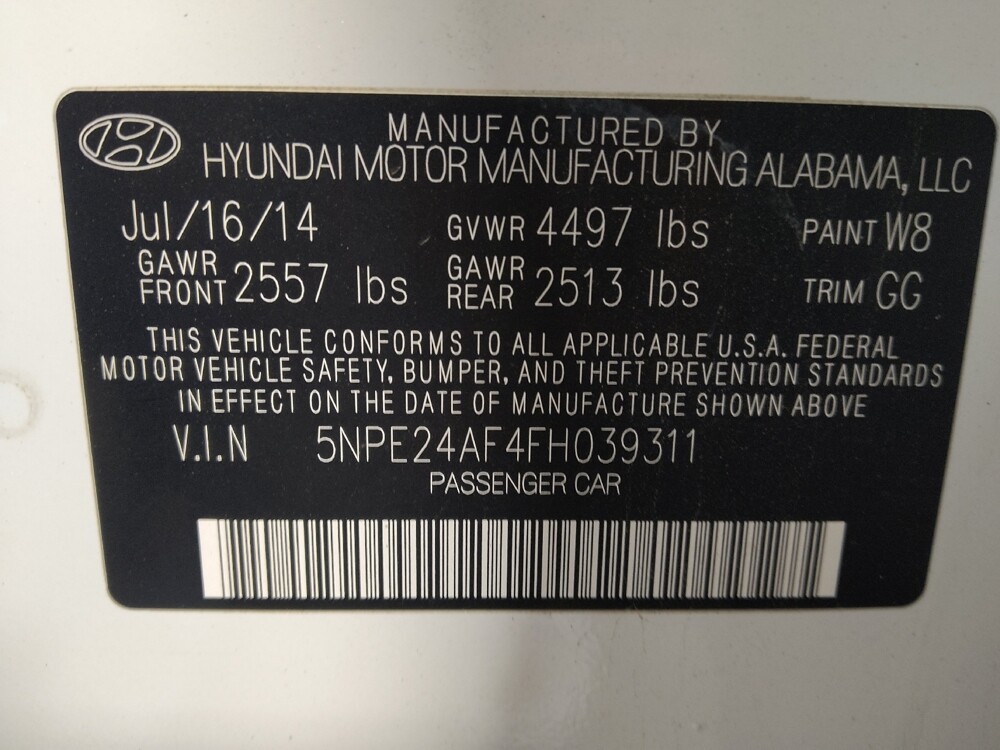 MANUFACTURED BY
HYUNDAI MOTOR MANUFACTURING ALABAMA, LLC
Jul/16/14 GVWR 4497 lbs PAINT W8
GAWR FRONT 2557 lbs GAWR REAR 2513 lbs TRIM GG
THIS VEHICLE CONFORMS TO ALL APPLICABLE U.S.A. FEDERAL
MOTOR VEHICLE SAFETY, BUMPER, AND THEFT PREVENTION STANDARDS
IN EFFECT ON THE DATE OF MANUFACTURE SHOWN ABOVE
V.I.N 5NPE24AF4FH039311
PASSENGER CAR